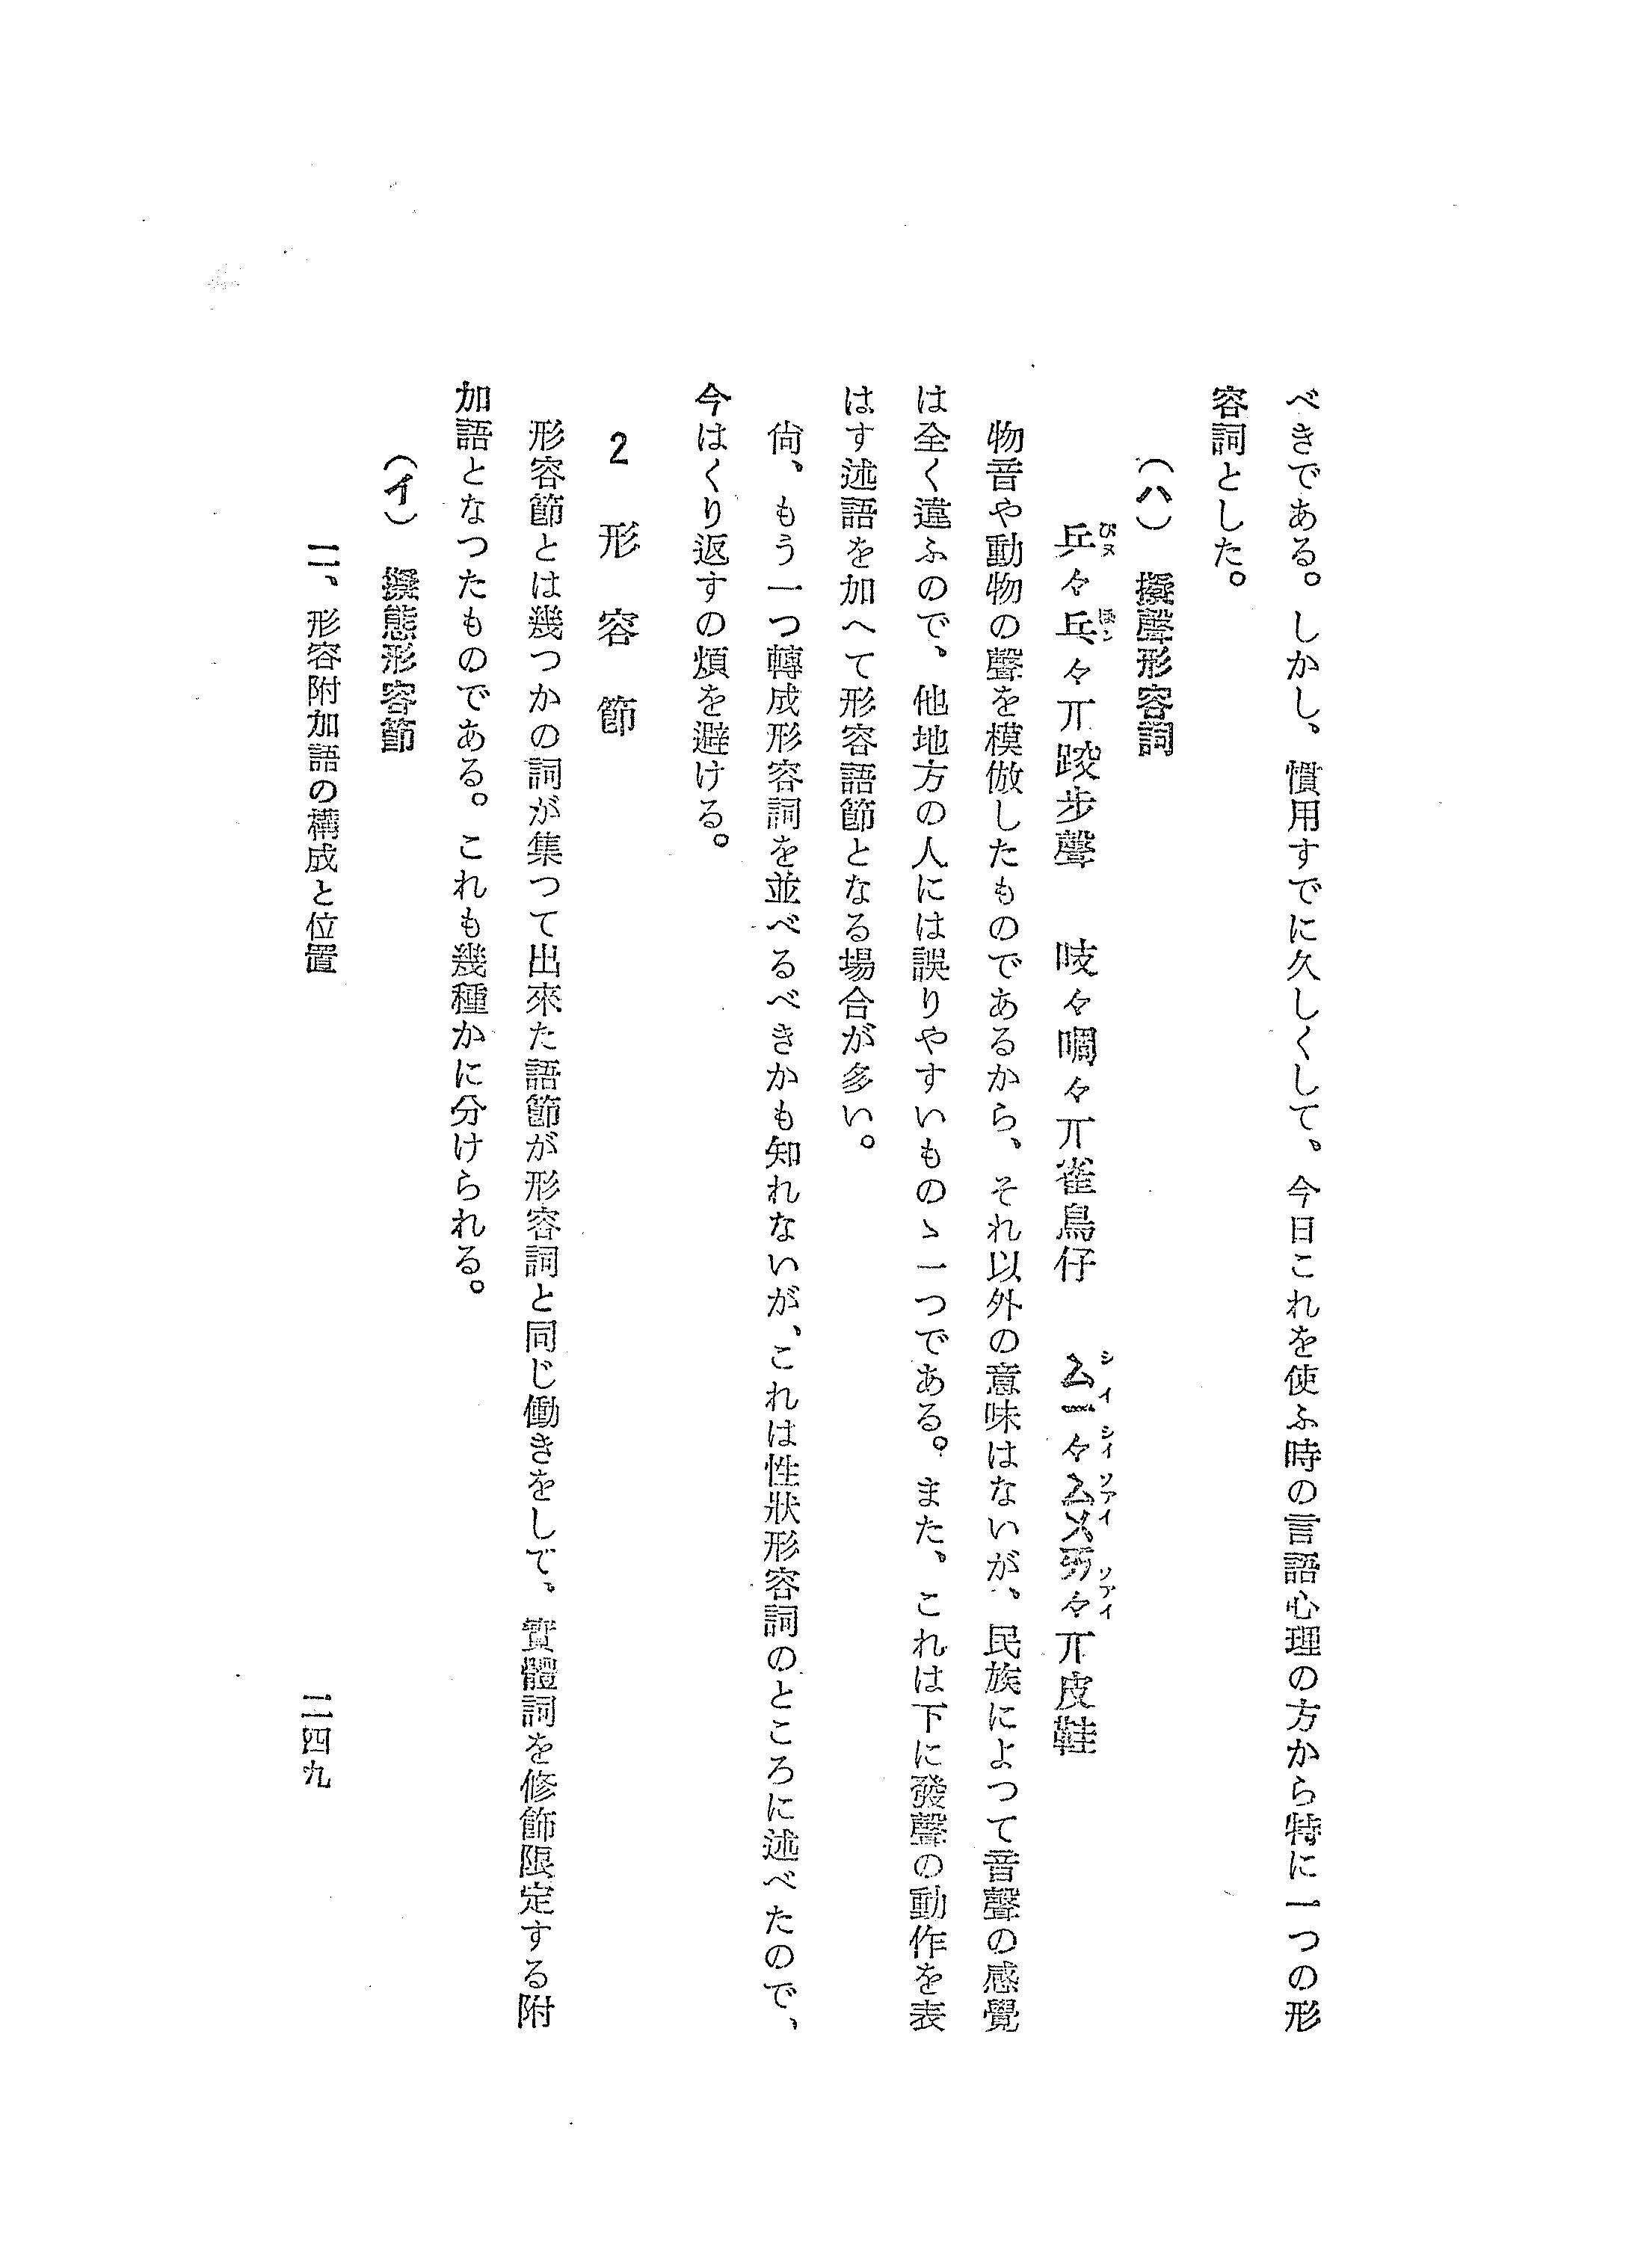 べきである。しかし、慣用すでに久しくして、今日これを使ふ時の言語心理の方から特に一つの形
容詞とした。
（ハ）　擬聲形容詞
乒々乓々丌跤步聲　吱々啁々丌雀鳥仔　ㄙㄧ々ㄙㄨㄞ々丌皮鞋
物音や動物の聲を模倣したものであるから、それ以外の意味はないが、民族によつて音聲の感覺
は全く違ふので、他地方の人には誤りやすいものゝ一つである。また、これは下に發聲の動作を表
はす述語を加へて形容語節となる場合が多い。
尙、もう一つ轉成形容詞を並べるべきかも知れないが、これは性狀形容詞のところに述べたので、
今はくり返すの煩を避ける。
2　形容節
形容節とは幾つかの詞が集つて出來た語節が形容詞と同じ働きをして、實體詞を修飾限定する附
加語となつたものである。これも幾種かに分けられる。
（イ）　擬態形容節
二、形容附加語の構成と位置
二四九